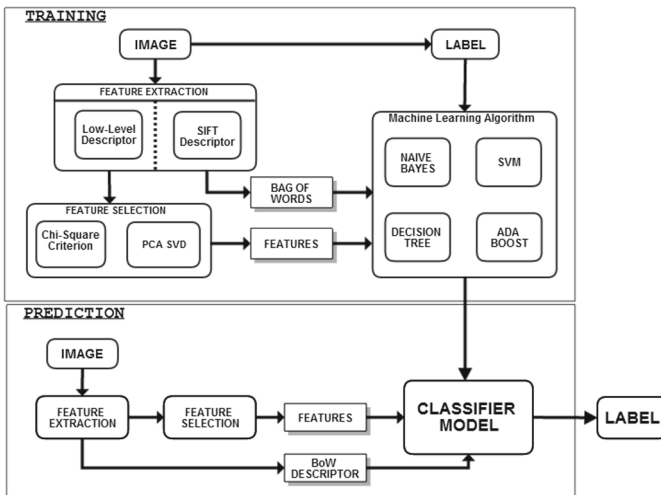 TRAINING
IMAGE
LABEL
FEATURE EXTRACTION
Low-Level
Descriptor
SIFT
Descriptor
Machine Learning Algorithm
NAIVE
BAYES
SVM
BAG OF
WORDS
FEATURE SELECTION
Chi-Square
Criterion
PCA SVD
FEATURES
DECISION
TREE
ADA
BOOST
PREDICTION
IMAGE
FEATURE
EXTRACTION
FEATURE
SELECTION
FEATURES
CLASSIFIER
MODEL
LABEL
BoW
DESCRIPTOR